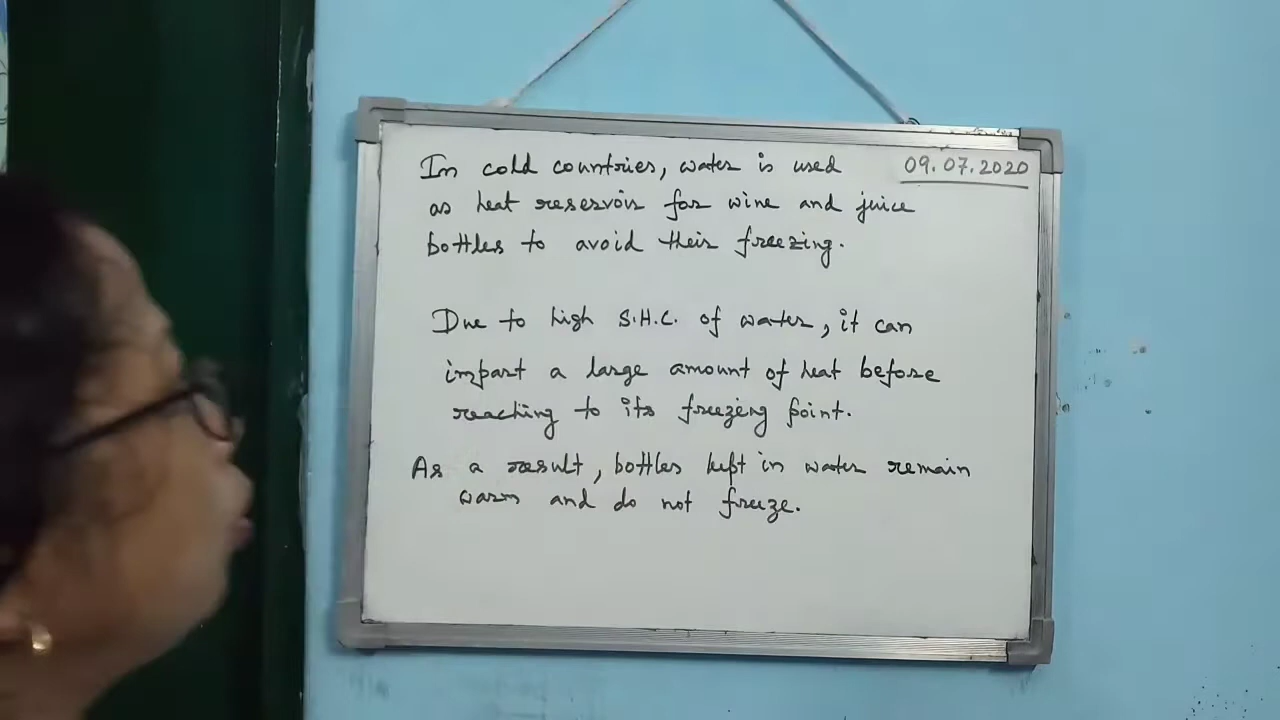 In cold countries, water is used
09.07.2020
as heat reservoir for wine and juice
bottles to avoid their freezing.
Due to high S.H.C. of water, it can
impart a large amount of heat before
reaching to its freezing point.
As a result, bottles kept in water remain
warm and do not freeze.